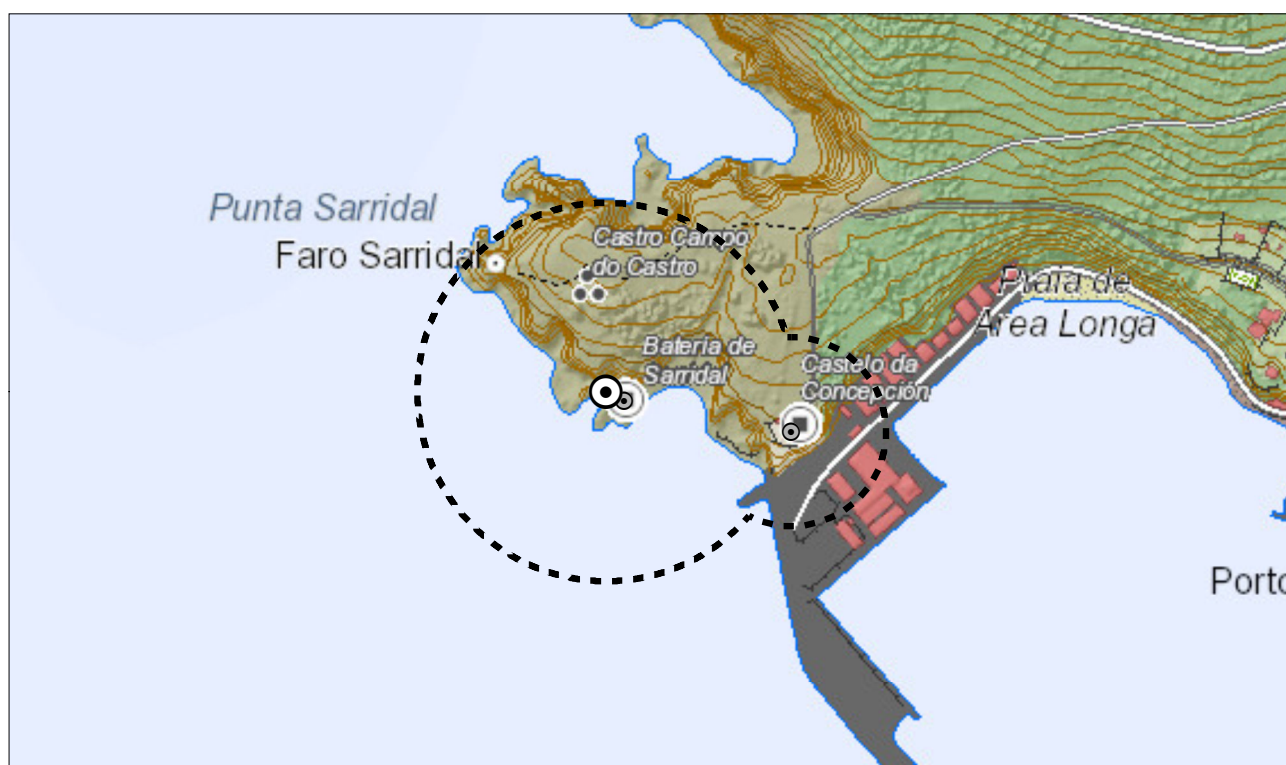 Punta Sarridal
Faro Sarridal
Castro Campo
do Castro
Batería de
Sarridal
Castelo da
Concepción
Praia de
Area Longa
Porto